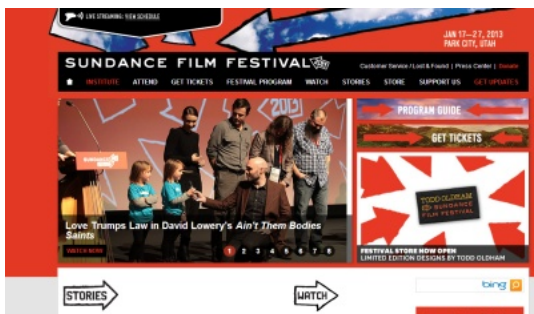 LIVE STREAMING: VIEW SCHEDULE
JAN 17–27, 2013
PARK CITY, UTAH
SUNDANCE FILM FESTIVAL
Customer Service / Lost & Found | Press Center | Donate
INSTITUTE ATTEND GET TICKETS FESTIVAL PROGRAM WATCH STORIES STORE SUPPORT US GET UPDATES
2013
PROGRAM GUIDE
GET TICKETS
sundance
TODD OLDHAM
SUNDANCE
FILM FESTIVAL
Love Trumps Law in David Lowery's Ain't Them Bodies
Saints
WATCH NOW
1 2 3 4 5 6 7 8
FESTIVAL STORE NOW OPEN
LIMITED EDITION DESIGNS BY TODD OLDHAM
STORIES
WATCH
bing